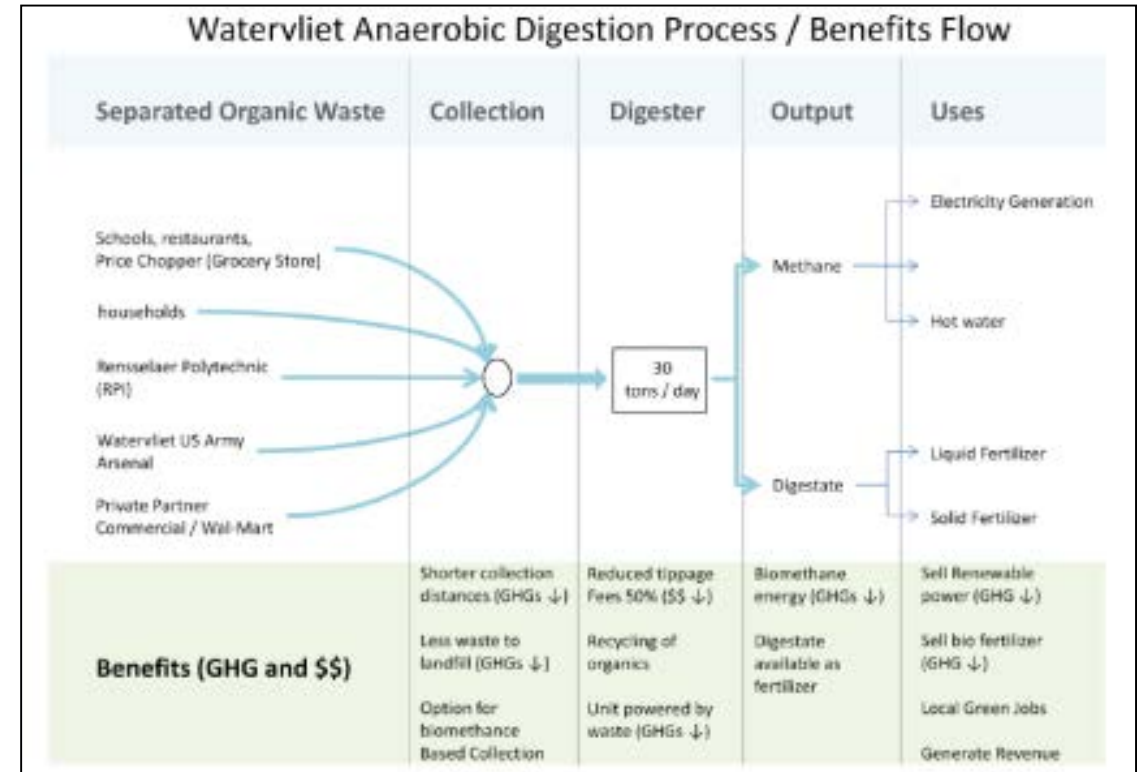 Watervliet Anaerobic Digestion Process / Benefits Flow
Separated Organic Waste
Collection
Digester
Output
Uses
Schools, restaurants,
Price Chopper (Grocery Store)
households
Rensselaer Polytechnic
(RPI)
Watervliet US Army
Arsenal
Private Partner
Commercial / Wal-Mart
30
tons / day
Methane
Digestate
Electricity Generation
Hot water
Liquid Fertilizer
Solid Fertilizer
Benefits (GHG and $$)
Shorter collection
distances (GHGs ↓)
Less waste to
landfill (GHGs ↓]
Option for
biomethance
Based Collection
Reduced tippage
Fees 50% ($$ ↓)
Recycling of
organics
Unit powered by
waste (GHGs ↓)
Biomethane
energy (GHGs ↓)
Digestate
available as
fertilizer
Sell Renewable
power (GHG ↓)
Sell bio fertilizer
(GHG ↓)
Local Green Jobs
Generate Revenue